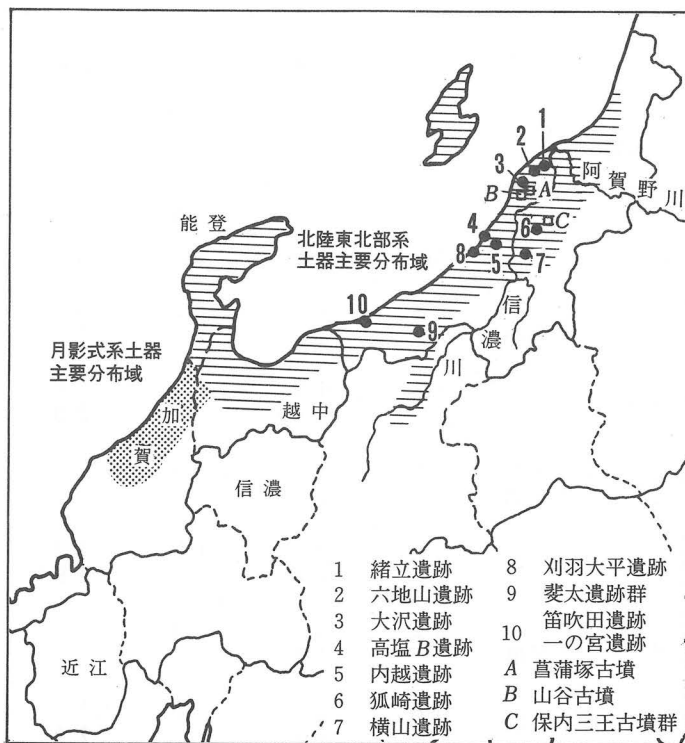 1
2
3
A
B
阿賀野川
能登
4
6
C
北陸東北部系
土器主要分布域
8
5
7
10
9
信濃川
月影式系土器
主要分布域
加賀
越中
信濃
近江
1 緒立遺跡
2 六地山遺跡
3 大沢遺跡
4 高塩B遺跡
5 内越遺跡
6 狐崎遺跡
7 横山遺跡
8 刈羽大平遺跡
9 斐太遺跡群
10 笛吹田遺跡
一の宮遺跡
A 菖蒲塚古墳
B 山谷古墳
C 保内三王古墳群